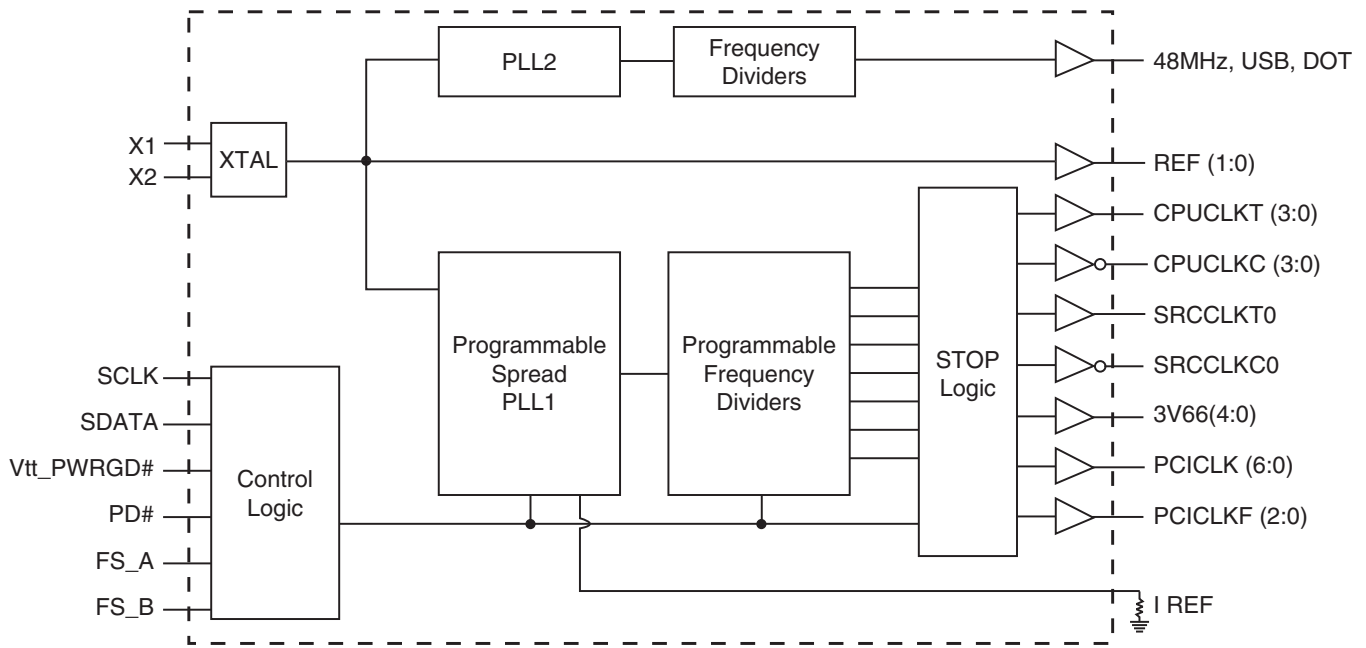 PLL2
Frequency
Dividers
48MHz, USB, DOT
X1
X2
XTAL
REF (1:0)
CPUCLKT (3:0)
CPUCLKC (3:0)
SRCCLKT0
SRCCLKC0
3V66(4:0)
PCICLK (6:0)
PCICLKF (2:0)
I REF
Programmable
Spread
PLL1
Programmable
Frequency
Dividers
STOP
Logic
SCLK
SDATA
Vtt_PWRGD#
PD#
FS_A
FS_B
Control
Logic